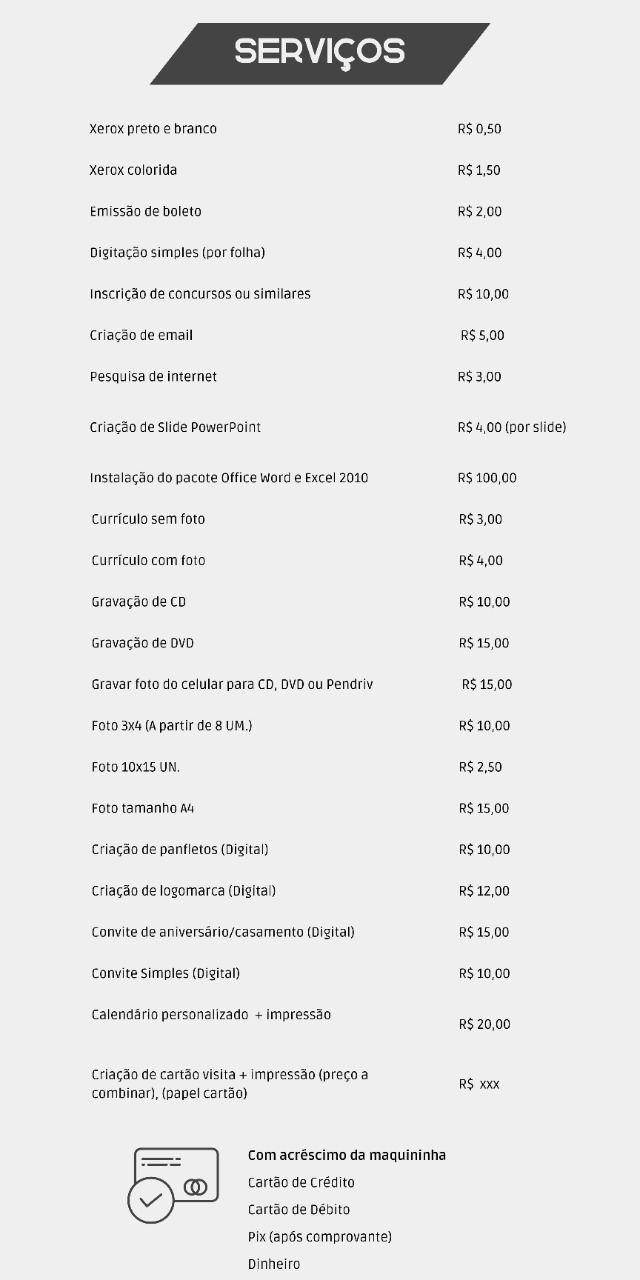 SERVIÇOS
Xerox preto e branco R$ 0,50
Xerox colorida R$ 1,50
Emissão de boleto R$ 2,00
Digitação simples (por folha) R$ 4,00
Inscrição de concursos ou similares R$ 10,00
Criação de email R$ 5,00
Pesquisa de internet R$ 3,00
Criação de Slide PowerPoint R$ 4,00 (por slide)
Instalação do pacote Office Word e Excel 2010 R$ 100,00
Currículo sem foto R$ 3,00
Currículo com foto R$ 4,00
Gravação de CD R$ 10,00
Gravação de DVD R$ 15,00
Gravar foto do celular para CD, DVD ou Pendriv R$ 15,00
Foto 3x4 (A partir de 8 UM.) R$ 10,00
Foto 10x15 UN. R$ 2,50
Foto tamanho A4 R$ 15,00
Criação de panfletos (Digital) R$ 10,00
Criação de logomarca (Digital) R$ 12,00
Convite de aniversário/casamento (Digital) R$ 15,00
Convite Simples (Digital) R$ 10,00
Calendário personalizado + impressão R$ 20,00
Criação de cartão visita + impressão (preço a
combinar), (papel cartão) R$ xxx
Com acréscimo da maquininha
Cartão de Crédito
Cartão de Débito
Pix (após comprovante)
Dinheiro